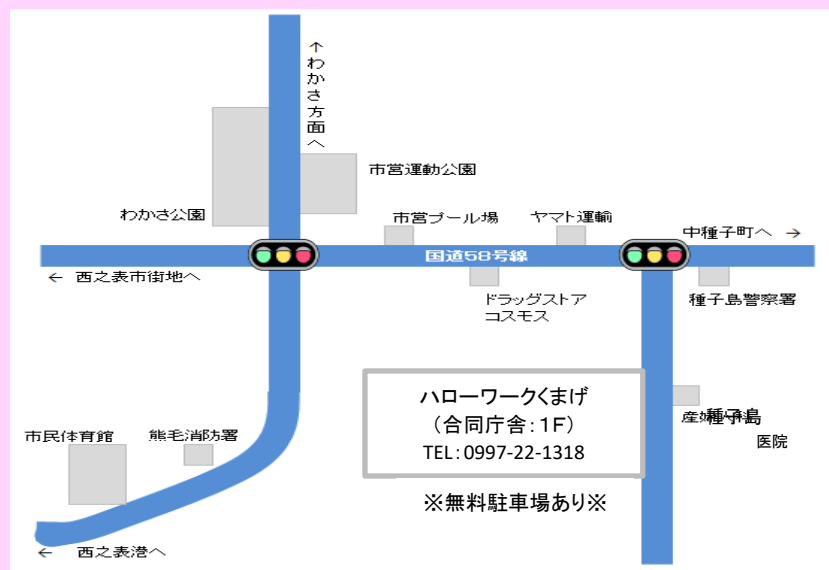 ↑わかさ方面へ
市営運動公園
わかさ公園
市営プール場
ヤマト運輸
中種子町へ →
国道58号線
← 西之表市街地へ
ドラッグストア
コスモス
種子島警察署
ハローワークくまげ
（合同庁舎：１Ｆ）
TEL：0997-22-1318
種子島
医院
市民体育館
熊毛消防署
※無料駐車場あり※
← 西之表港へ